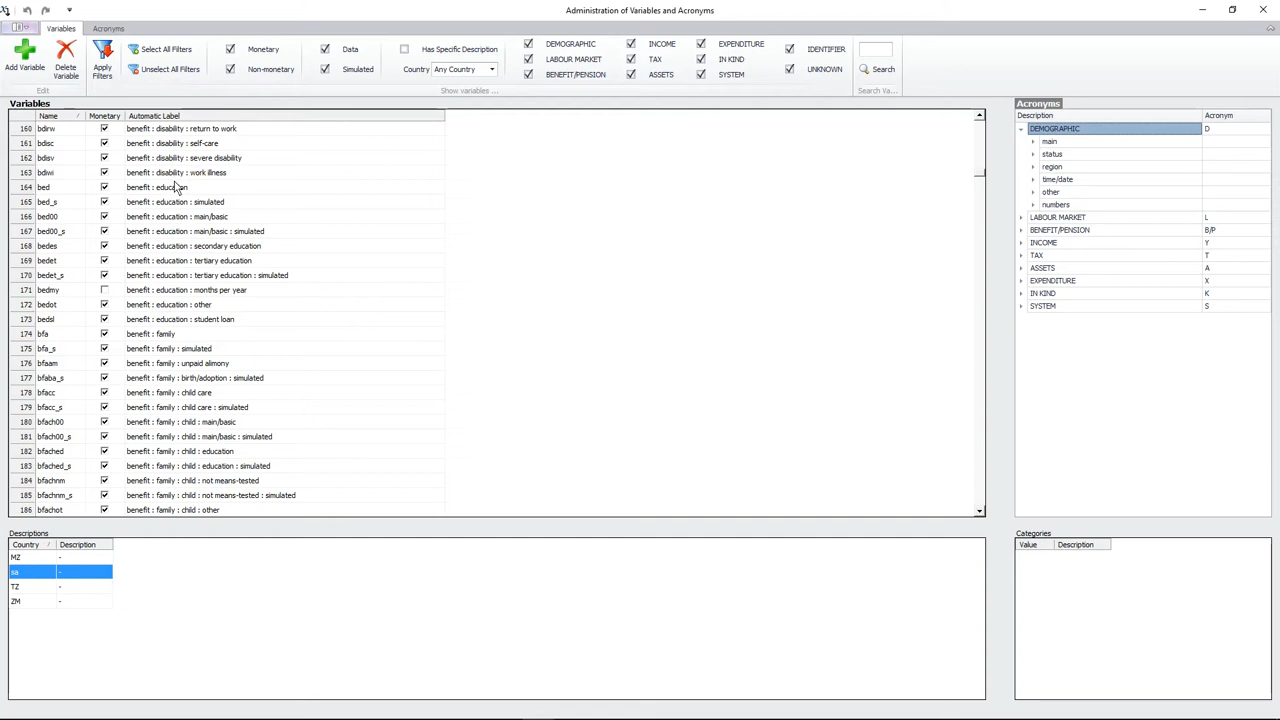 Administration of Variables and Acronyms
Variables
Acronyms
Add Variable
Delete Variable
Edit
Apply Filters
Select All Filters
Unselect All Filters
Monetary
Non-monetary
Data
Simulated
Has Specific Description
Country Any Country
DEMOGRAPHIC
LABOUR MARKET
BENEFIT/PENSION
INCOME
TAX
ASSETS
EXPENDITURE
IN KIND
SYSTEM
IDENTIFIER
UNKNOWN
Show variables ...
Search
Search Va...
Variables
Name Monetary Automatic Label
160 bdirw benefit : disability : return to work
161 bdisc benefit : disability : self-care
162 bdisv benefit : disability : severe disability
163 bdiwi benefit : disability : work illness
164 bed benefit : education
165 bed_s benefit : education : simulated
166 bed00 benefit : education : main/basic
167 bed00_s benefit : education : main/basic : simulated
168 bedes benefit : education : secondary education
169 bedet benefit : education : tertiary education
170 bedet_s benefit : education : tertiary education : simulated
171 bedmy benefit : education : months per year
172 bedot benefit : education : other
173 bedsl benefit : education : student loan
174 bfa benefit : family
175 bfa_s benefit : family : simulated
176 bfaam benefit : family : unpaid alimony
177 bfaba_s benefit : family : birth/adoption : simulated
178 bfacc benefit : family : child care
179 bfacc_s benefit : family : child care : simulated
180 bfach00 benefit : family : child : main/basic
181 bfach00_s benefit : family : child : main/basic : simulated
182 bfached benefit : family : child : education
183 bfached_s benefit : family : child : education : simulated
184 bfachnm benefit : family : child : not means-tested
185 bfachnm_s benefit : family : child : not means-tested : simulated
186 bfachot benefit : family : child : other
Acronyms
Description Acronym
DEMOGRAPHIC D
main
status
region
time/date
other
numbers
LABOUR MARKET L
BENEFIT/PENSION B/P
INCOME Y
TAX T
ASSETS A
EXPENDITURE X
IN KIND K
SYSTEM S
Descriptions
Country Description
MZ -
sa -
TZ -
ZM -
Categories
Value Description